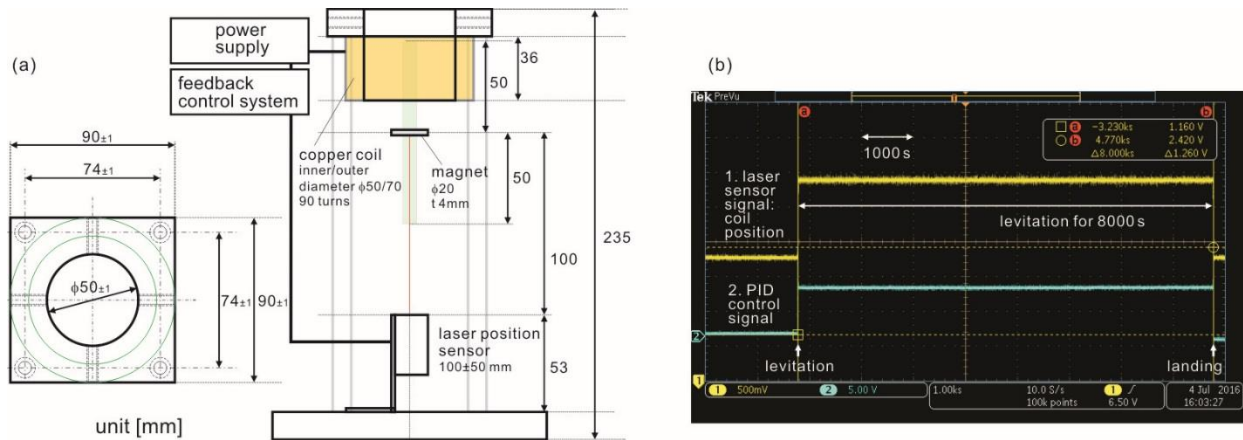 (a)
power
supply
feedback
control system
90±1
74±1
ϕ50±1
74±1
90±1
unit [mm]
copper coil
inner/outer
diameter ϕ50/70
90 turns
magnet
ϕ20
t 4mm
36
50
50
100
235
laser position
sensor
100±50 mm
53
(b)
Tek PreVu
a
b
a -3.230ks 1.160 V
b 4.770ks 2.420 V
Δ8.000ks Δ1.260 V
1000 s
1. laser
sensor
signal:
coil
position
levitation for 8000 s
2. PID
control
signal
2
levitation
landing
1
1 500mV 2 5.00 V
1.00ks 10.0 S/s 1
100k points 6.50 V
4 Jul 2016
16:03:27